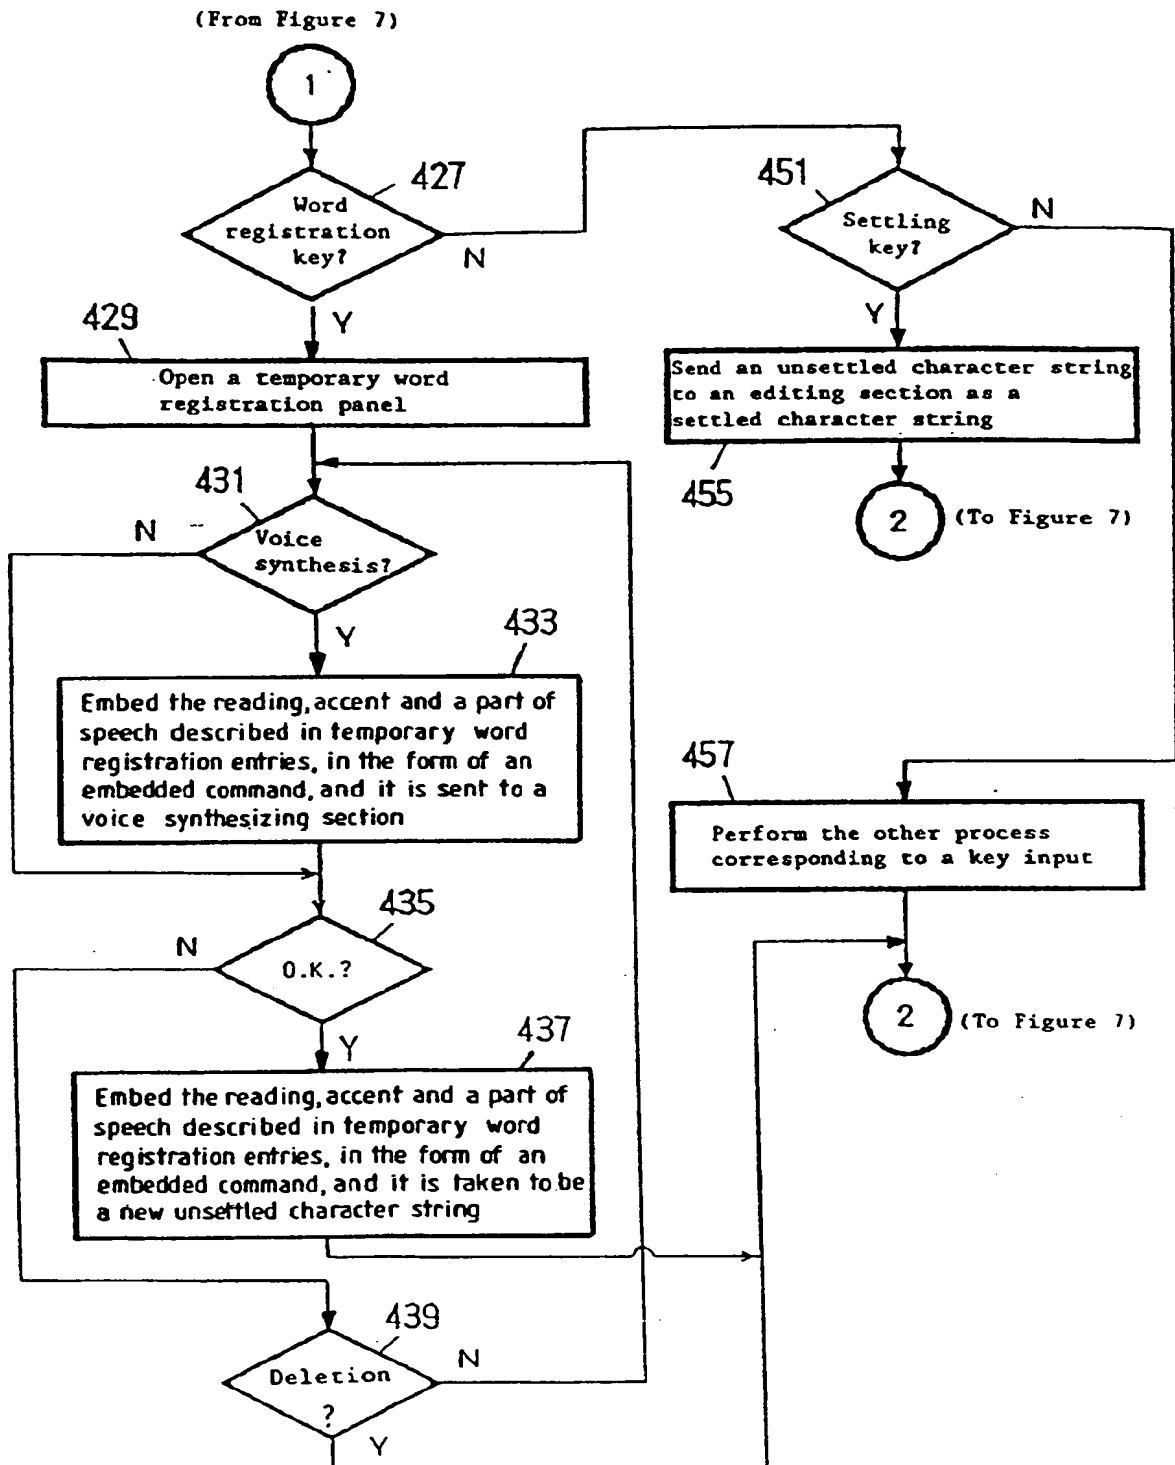 (From Figure 7)
1
427
Word
registration
key?
N
Y
451
Settling
key?
N
Y
429
Open a temporary word
registration panel
Send an unsettled character string
to an editing section as a
settled character string
455
2
(To Figure 7)
431
N
Voice
synthesis?
Y
433
Embed the reading, accent and a part of
speech described in temporary word
registration entries, in the form of an
embedded command, and it is sent to a
voice synthesizing section
457
Perform the other process
corresponding to a key input
435
N
O.K.?
Y
2
(To Figure 7)
437
Embed the reading, accent and a part of
speech described in temporary word
registration entries, in the form of an
embedded command, and it is taken to be
a new unsettled character string
439
Deletion
?
N
Y